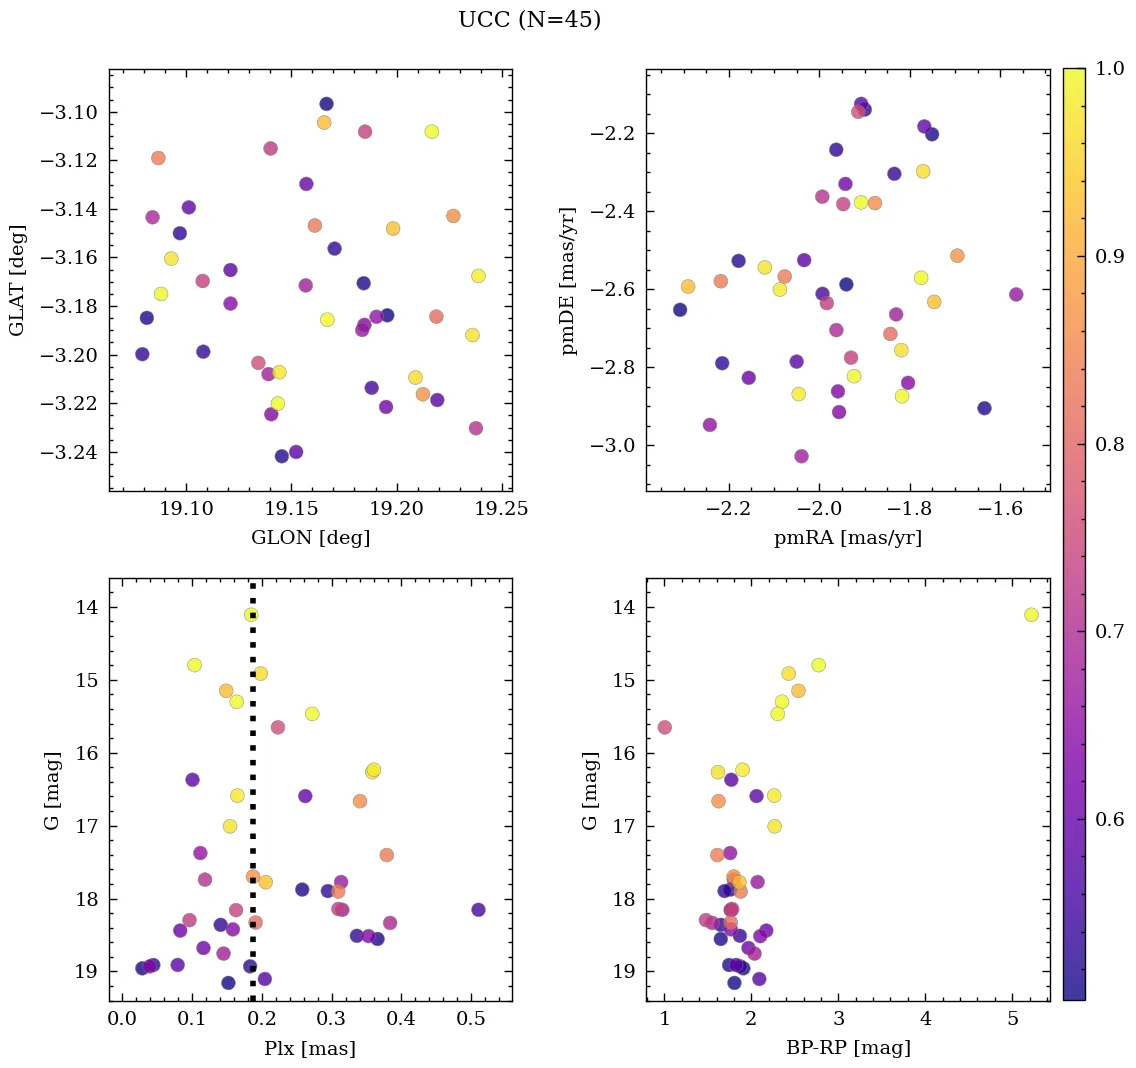 UCC (N=45)
−3.10
−3.12
−3.14
−3.16
−3.18
−3.20
−3.22
−3.24
GLAT [deg]
19.10 19.15 19.20 19.25
GLON [deg]
−2.2
−2.4
−2.6
−2.8
−3.0
pmDE [mas/yr]
−2.2 −2.0 −1.8 −1.6
pmRA [mas/yr]
1.0
0.9
0.8
0.7
0.6
14
15
16
17
18
19
G [mag]
0.0 0.1 0.2 0.3 0.4 0.5
Plx [mas]
14
15
16
17
18
19
G [mag]
1 2 3 4 5
BP-RP [mag]